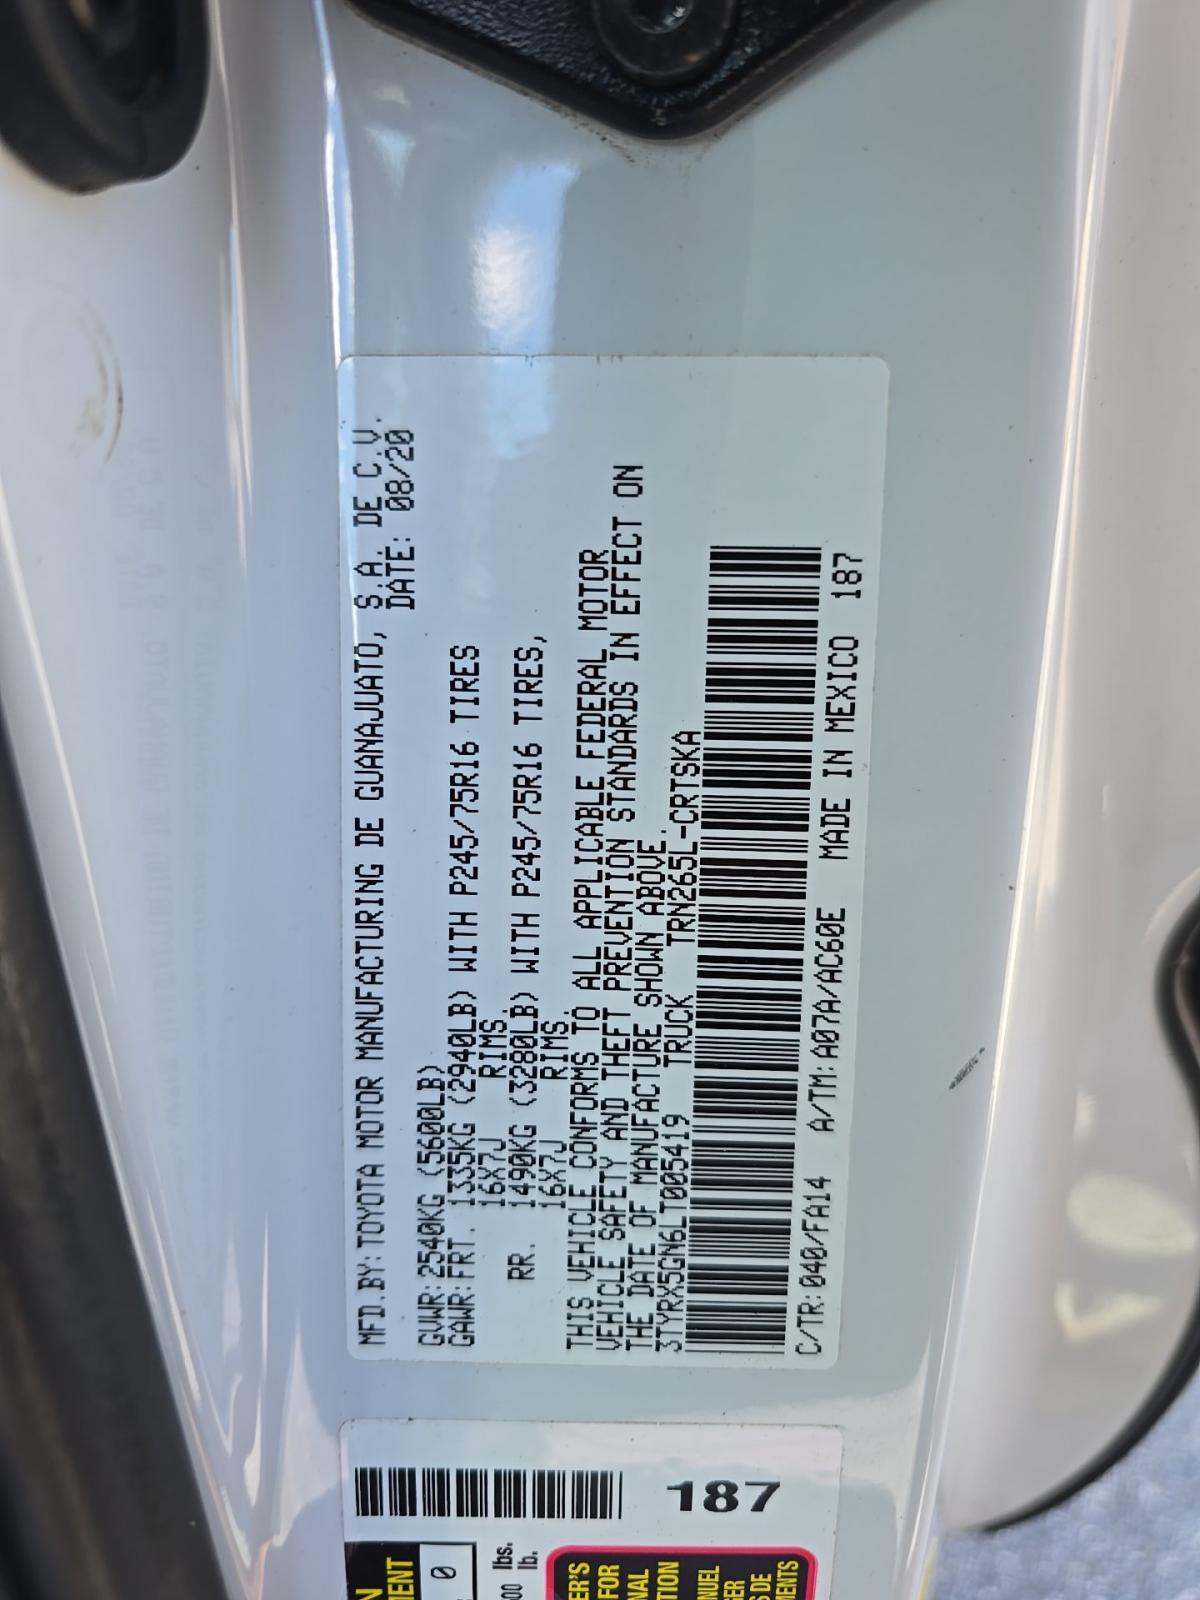 MFD.BY:TOYOTA MOTOR MANUFACTURING DE GUANAJUATO, S.A. DE C.V.
DATE: 08/20
GVWR:2540KG (5600LB)
GAWR:FRT. 1335KG (2940LB) WITH P245/75R16 TIRES
16X7J RIMS.
RR. 1490KG (3280LB) WITH P245/75R16 TIRES,
16X7J RIMS.
THIS VEHICLE CONFORMS TO ALL APPLICABLE FEDERAL MOTOR
VEHICLE SAFETY AND THEFT PREVENTION STANDARDS IN EFFECT ON
THE DATE OF MANUFACTURE SHOWN ABOVE.
3TYRX5GN6LT005419 TRUCK TRN265L-CRTSKA
C/TR:040/FA14 A/TM:A07A/AC60E MADE IN MEXICO 187
187
0
lbs.
lb.